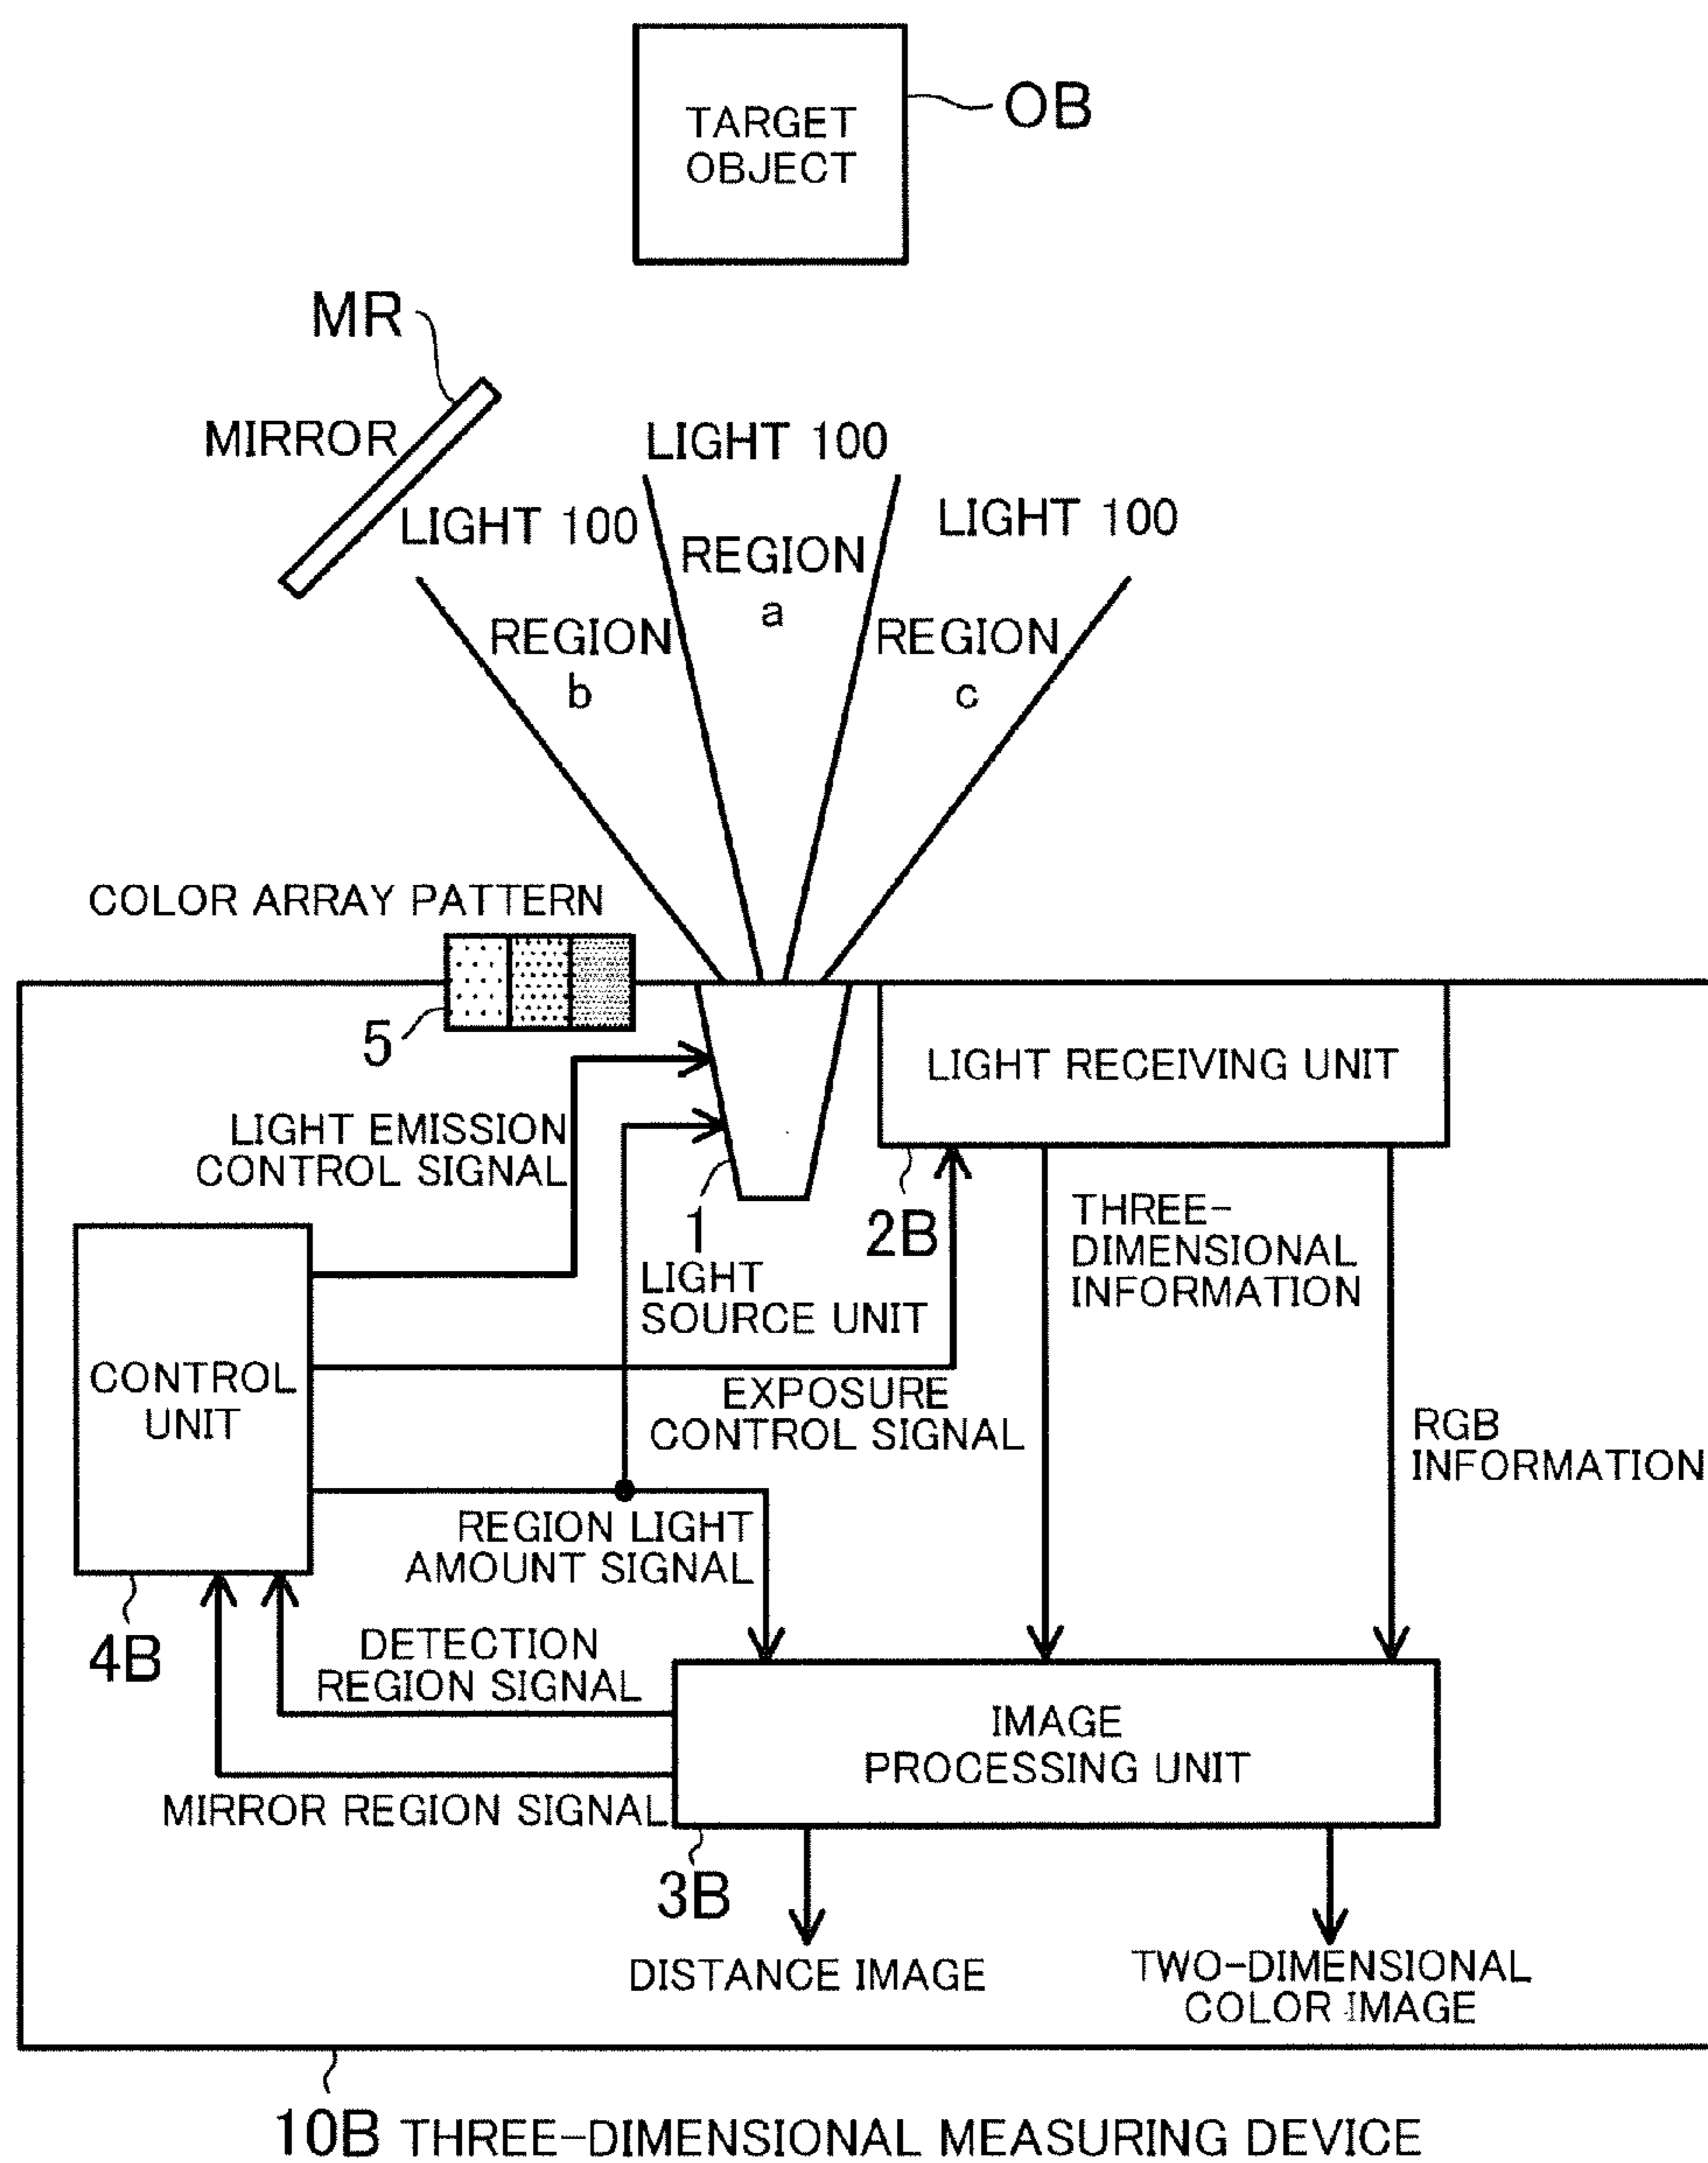 TARGET
OBJECT
OB
MR
MIRROR
LIGHT 100
LIGHT 100
LIGHT 100
REGION
a
REGION
b
REGION
c
COLOR ARRAY PATTERN
5
LIGHT RECEIVING UNIT
LIGHT EMISSION
CONTROL SIGNAL
1
LIGHT
SOURCE UNIT
2B
THREE-
DIMENSIONAL
INFORMATION
CONTROL
UNIT
EXPOSURE
CONTROL SIGNAL
RGB
INFORMATION
REGION LIGHT
AMOUNT SIGNAL
4B
DETECTION
REGION SIGNAL
IMAGE
PROCESSING UNIT
MIRROR REGION SIGNAL
3B
DISTANCE IMAGE
TWO-DIMENSIONAL
COLOR IMAGE
10B THREE-DIMENSIONAL MEASURING DEVICE